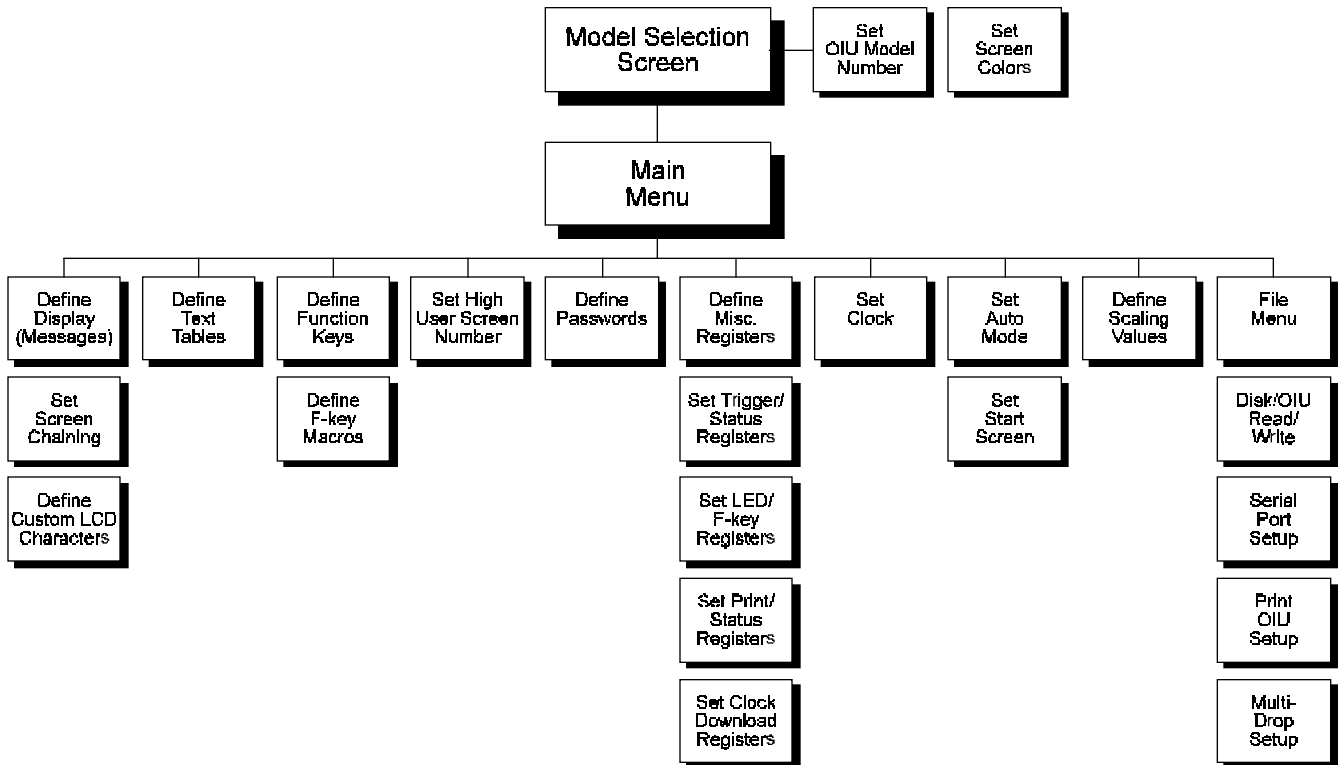 Model Selection
Screen
Set
OIU Model
Number
Set
Screen
Colors
Main
Menu
Define
Display
(Messages)
Define
Text
Tables
Define
Function
Keys
Set High
User Screen
Number
Define
Passwords
Define
Misc.
Registers
Set
Clock
Set
Auto
Mode
Define
Scaling
Values
File
Menu
Set
Screen
Chaining
Define
F-key
Macros
Set Trigger/
Status
Registers
Set
Start
Screen
Disk/OIU
Read/
Write
Define
Custom LCD
Characters
Set LED/
F-key
Registers
Serial
Port
Setup
Set Print/
Status
Registers
Print
OIU
Setup
Set Clock
Download
Registers
Multi-
Drop
Setup